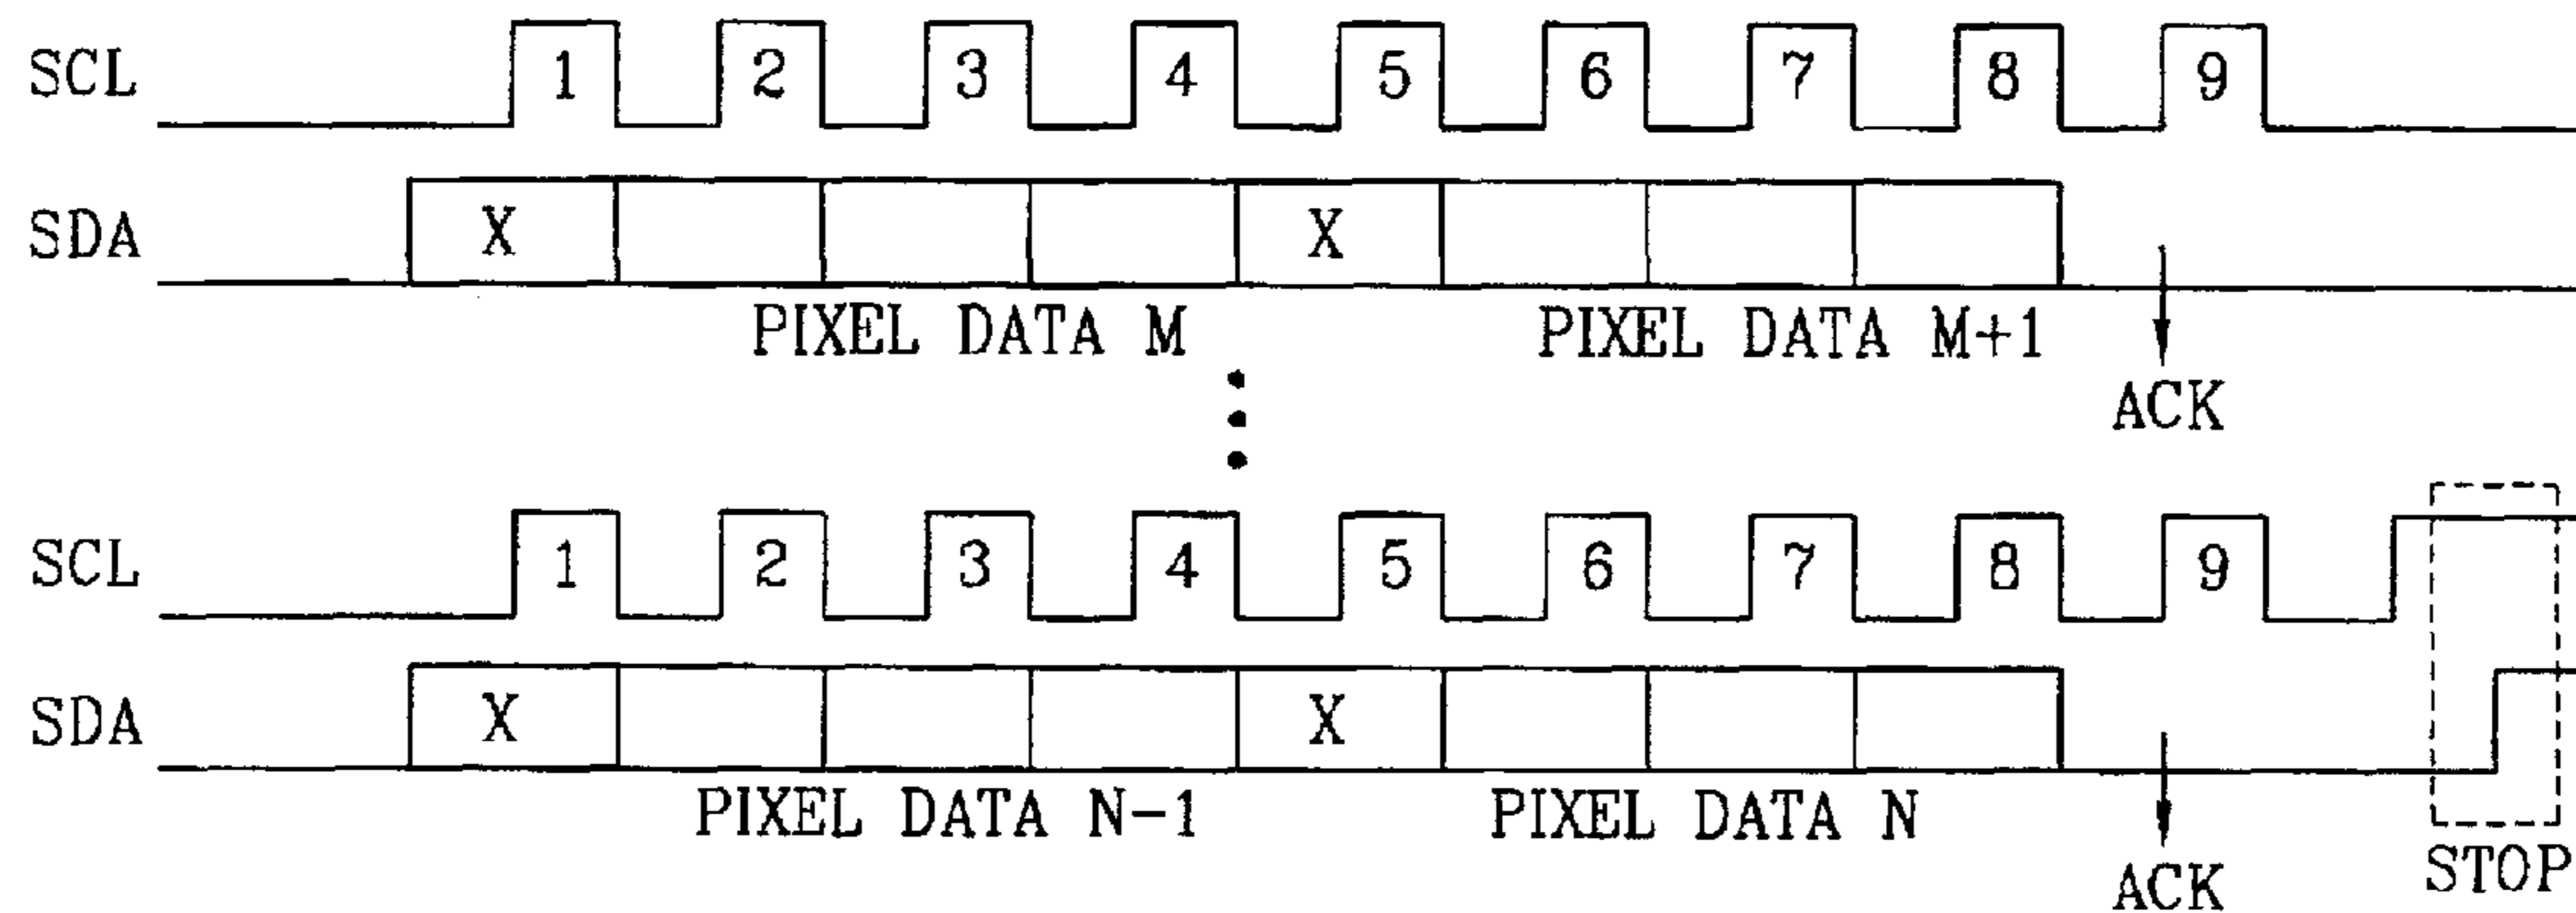 SCL 1 2 3 4 5 6 7 8 9
SDA X X
PIXEL DATA M PIXEL DATA M+1
ACK
SCL 1 2 3 4 5 6 7 8 9
SDA X X
PIXEL DATA N-1 PIXEL DATA N
ACK STOP